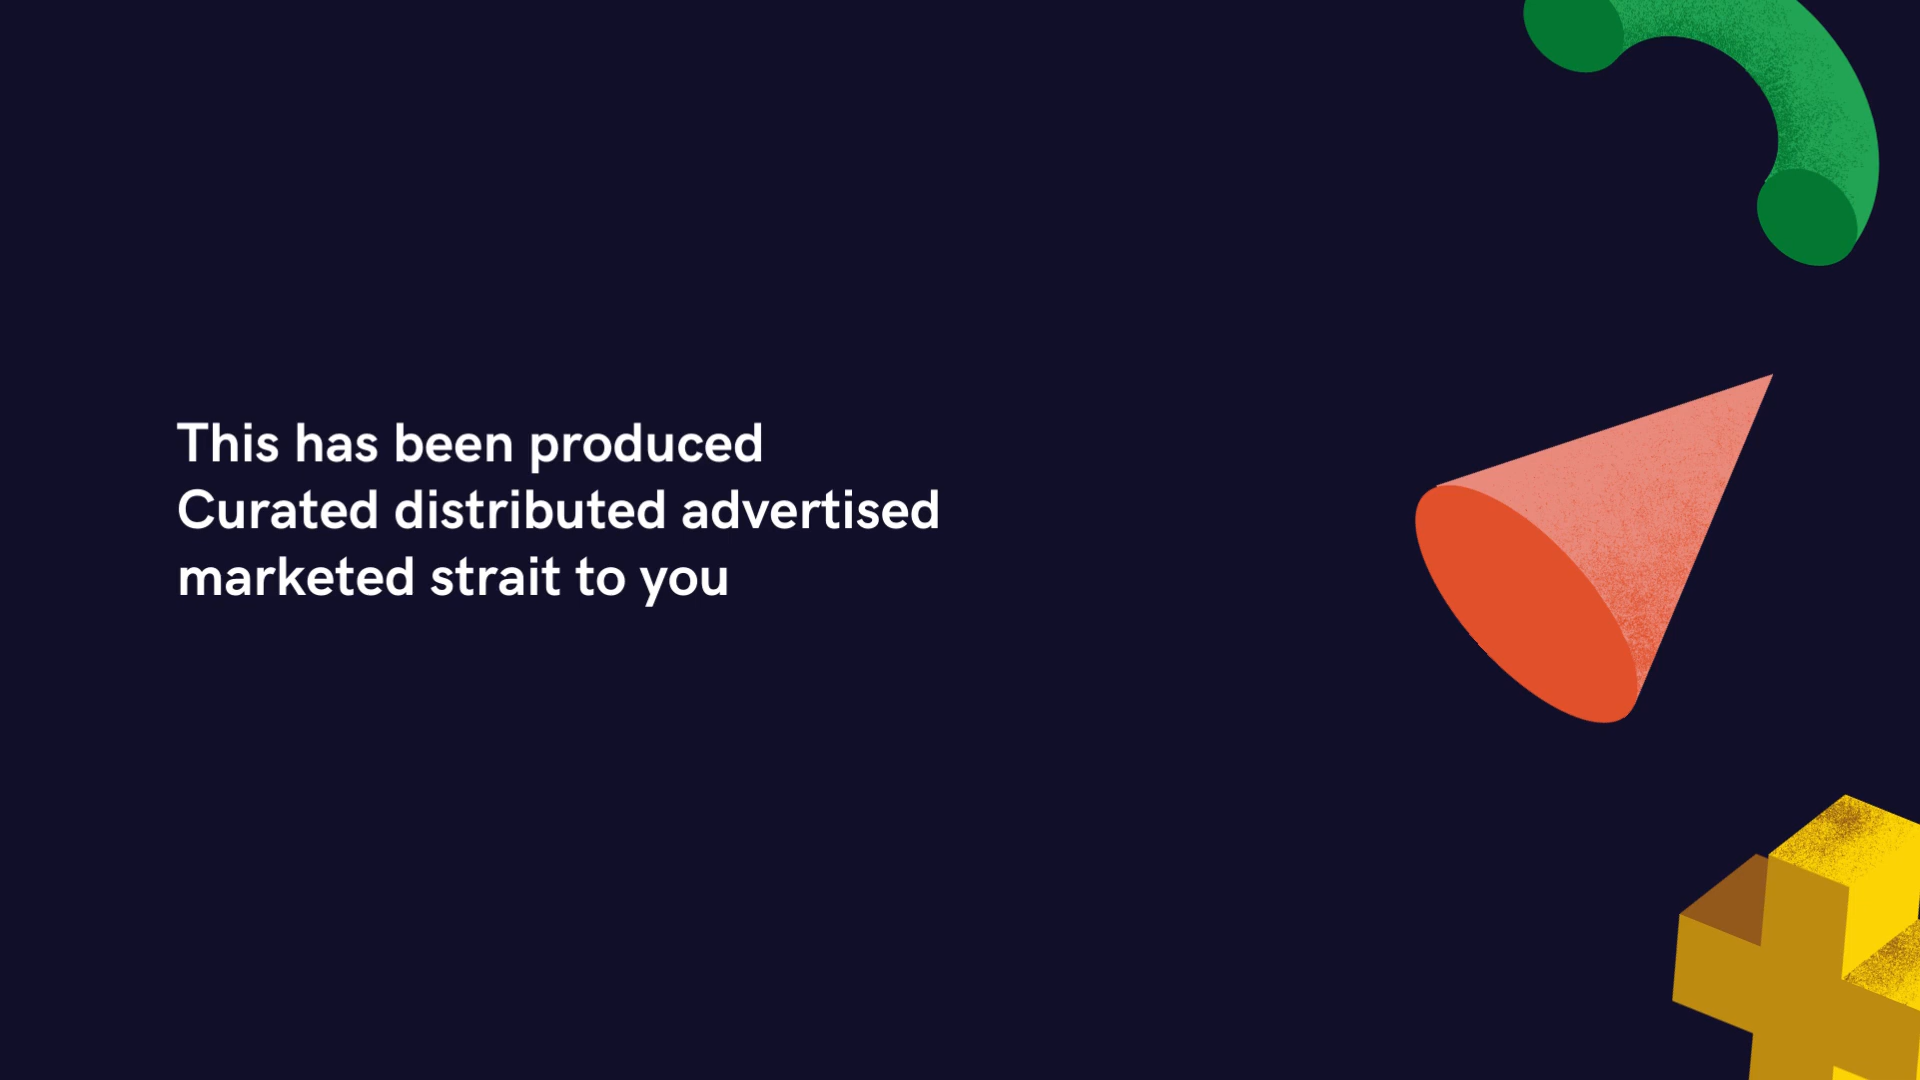 This has been produced
Curated distributed advertised
marketed strait to you